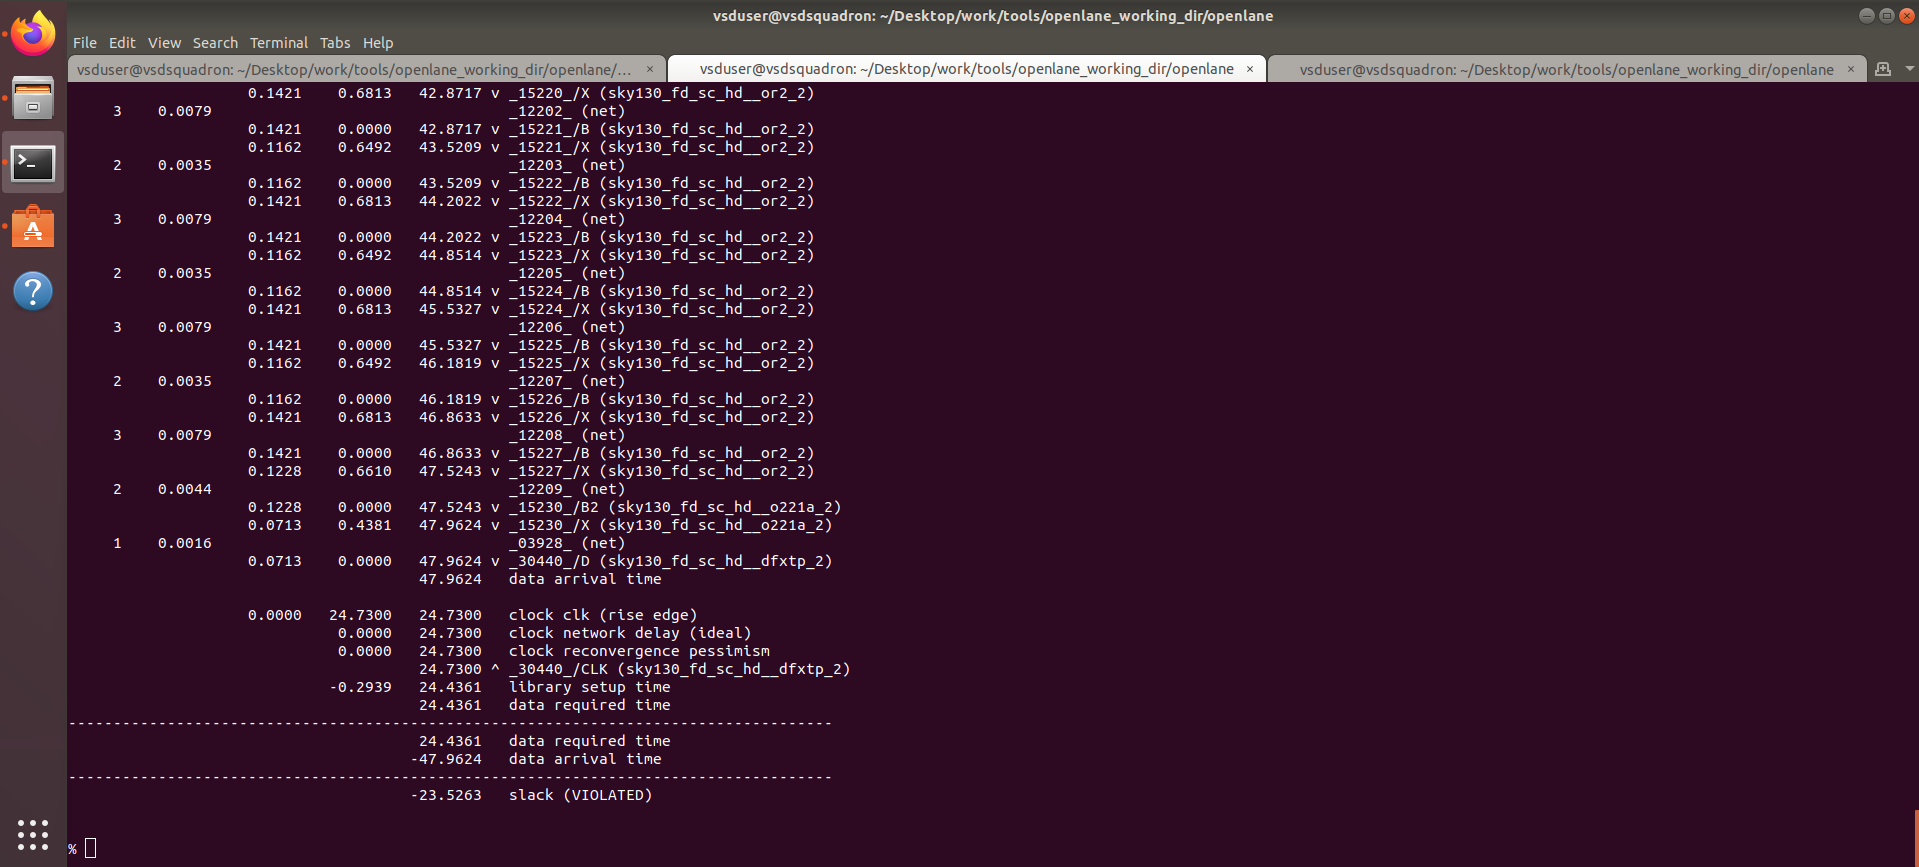 vsduser@vsdsquadron: ~/Desktop/work/tools/openlane_working_dir/openlane
File Edit View Search Terminal Tabs Help
vsduser@vsdsquadron: ~/Desktop/work/tools/openlane_working_dir/openlane/... × vsduser@vsdsquadron: ~/Desktop/work/tools/openlane_working_dir/openlane × vsduser@vsdsquadron: ~/Desktop/work/tools/openlane_working_dir/openlane ×
0.1421 0.6813 42.8717 v _15220_/X (sky130_fd_sc_hd__or2_2)
3 0.0079 _12202_ (net)
0.1421 0.0000 42.8717 v _15221_/B (sky130_fd_sc_hd__or2_2)
0.1162 0.6492 43.5209 v _15221_/X (sky130_fd_sc_hd__or2_2)
2 0.0035 _12203_ (net)
0.1162 0.0000 43.5209 v _15222_/B (sky130_fd_sc_hd__or2_2)
0.1421 0.6813 44.2022 v _15222_/X (sky130_fd_sc_hd__or2_2)
3 0.0079 _12204_ (net)
0.1421 0.0000 44.2022 v _15223_/B (sky130_fd_sc_hd__or2_2)
0.1162 0.6492 44.8514 v _15223_/X (sky130_fd_sc_hd__or2_2)
2 0.0035 _12205_ (net)
0.1162 0.0000 44.8514 v _15224_/B (sky130_fd_sc_hd__or2_2)
0.1421 0.6813 45.5327 v _15224_/X (sky130_fd_sc_hd__or2_2)
3 0.0079 _12206_ (net)
0.1421 0.0000 45.5327 v _15225_/B (sky130_fd_sc_hd__or2_2)
0.1162 0.6492 46.1819 v _15225_/X (sky130_fd_sc_hd__or2_2)
2 0.0035 _12207_ (net)
0.1162 0.0000 46.1819 v _15226_/B (sky130_fd_sc_hd__or2_2)
0.1421 0.6813 46.8633 v _15226_/X (sky130_fd_sc_hd__or2_2)
3 0.0079 _12208_ (net)
0.1421 0.0000 46.8633 v _15227_/B (sky130_fd_sc_hd__or2_2)
0.1228 0.6610 47.5243 v _15227_/X (sky130_fd_sc_hd__or2_2)
2 0.0044 _12209_ (net)
0.1228 0.0000 47.5243 v _15230_/B2 (sky130_fd_sc_hd__o221a_2)
0.0713 0.4381 47.9624 v _15230_/X (sky130_fd_sc_hd__o221a_2)
1 0.0016 _03928_ (net)
0.0713 0.0000 47.9624 v _30440_/D (sky130_fd_sc_hd__dfxtp_2)
47.9624 data arrival time
0.0000 24.7300 24.7300 clock clk (rise edge)
0.0000 24.7300 clock network delay (ideal)
0.0000 24.7300 clock reconvergence pessimism
24.7300 ^ _30440_/CLK (sky130_fd_sc_hd__dfxtp_2)
-0.2939 24.4361 library setup time
24.4361 data required time
-------------------------------------------------------------------------------------
24.4361 data required time
-47.9624 data arrival time
-------------------------------------------------------------------------------------
-23.5263 slack (VIOLATED)
%